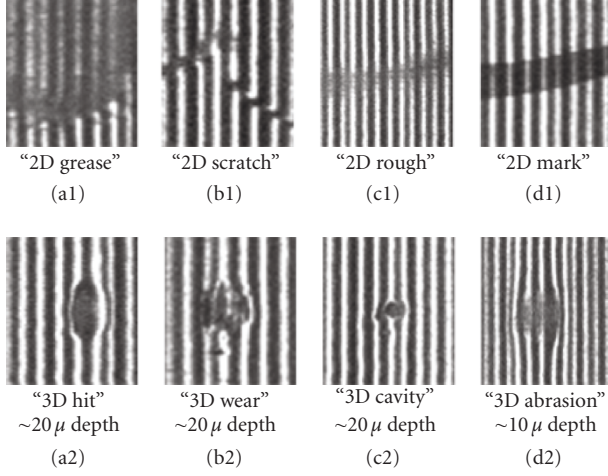 “2D grease” “2D scratch” “2D rough” “2D mark”
(a1) (b1) (c1) (d1)
“3D hit” “3D wear” “3D cavity” “3D abrasion”
~20 μ depth ~20 μ depth ~20 μ depth ~10 μ depth
(a2) (b2) (c2) (d2)